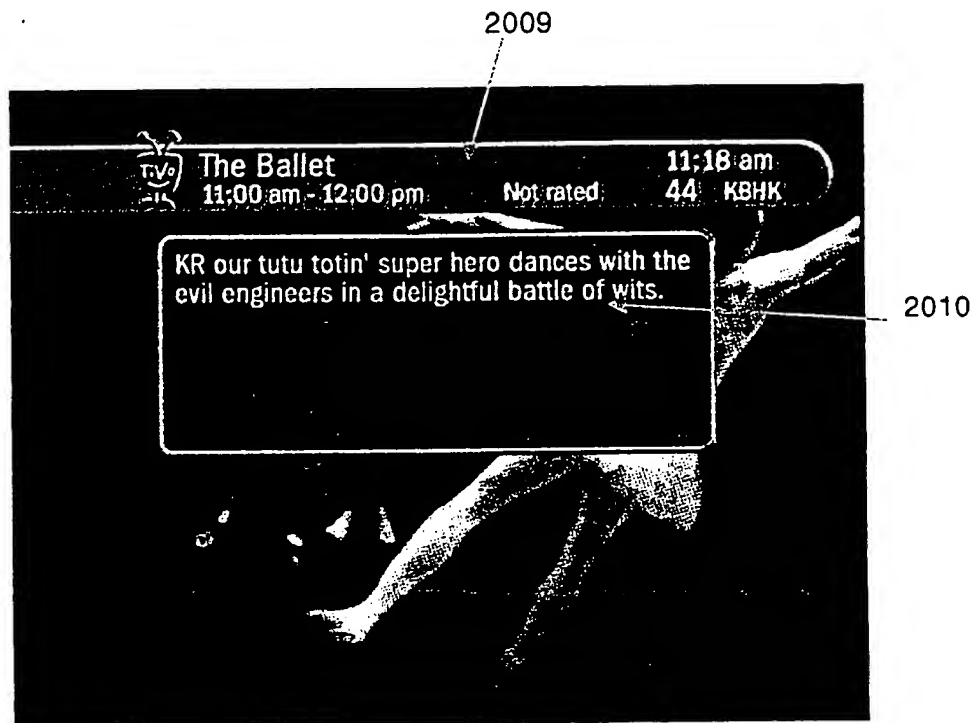 2009
TiVo The Ballet 11:18 am
11:00 am - 12:00 pm Not rated 44 KBHK
KR our tutu totin' super hero dances with the
evil engineers in a delightful battle of wits.
2010